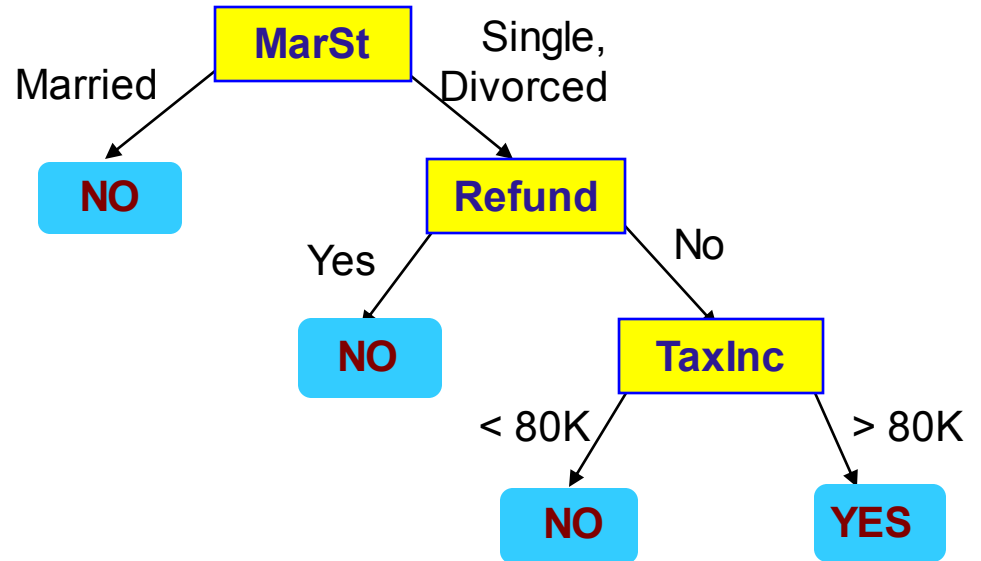 MarSt
Single,
Divorced
Married
NO
Refund
Yes
No
NO
TaxInc
< 80K
> 80K
NO
YES